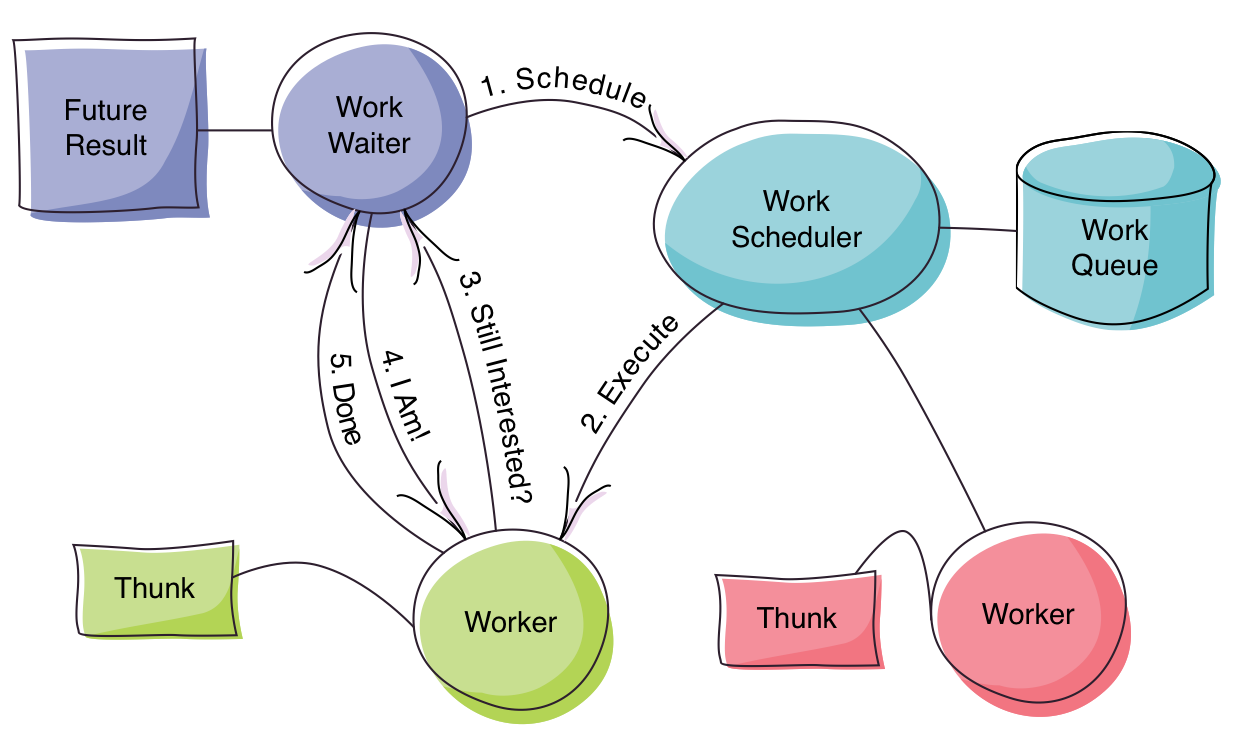 Future
Result
Work
Waiter
1. Schedule
Work
Scheduler
Work
Queue
2. Execute
3. Still Interested?
4. I Am!
5. Done
Thunk
Worker
Thunk
Worker